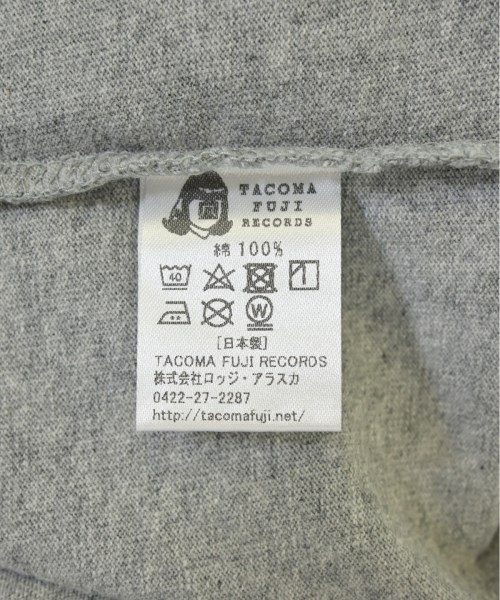 TACOMA
FUJI
RECORDS
綿 100%
40
W
[日本製]
TACOMA FUJI RECORDS
株式会社ロッジ・アラスカ
0422-27-2287
http://tacomafuji.net/